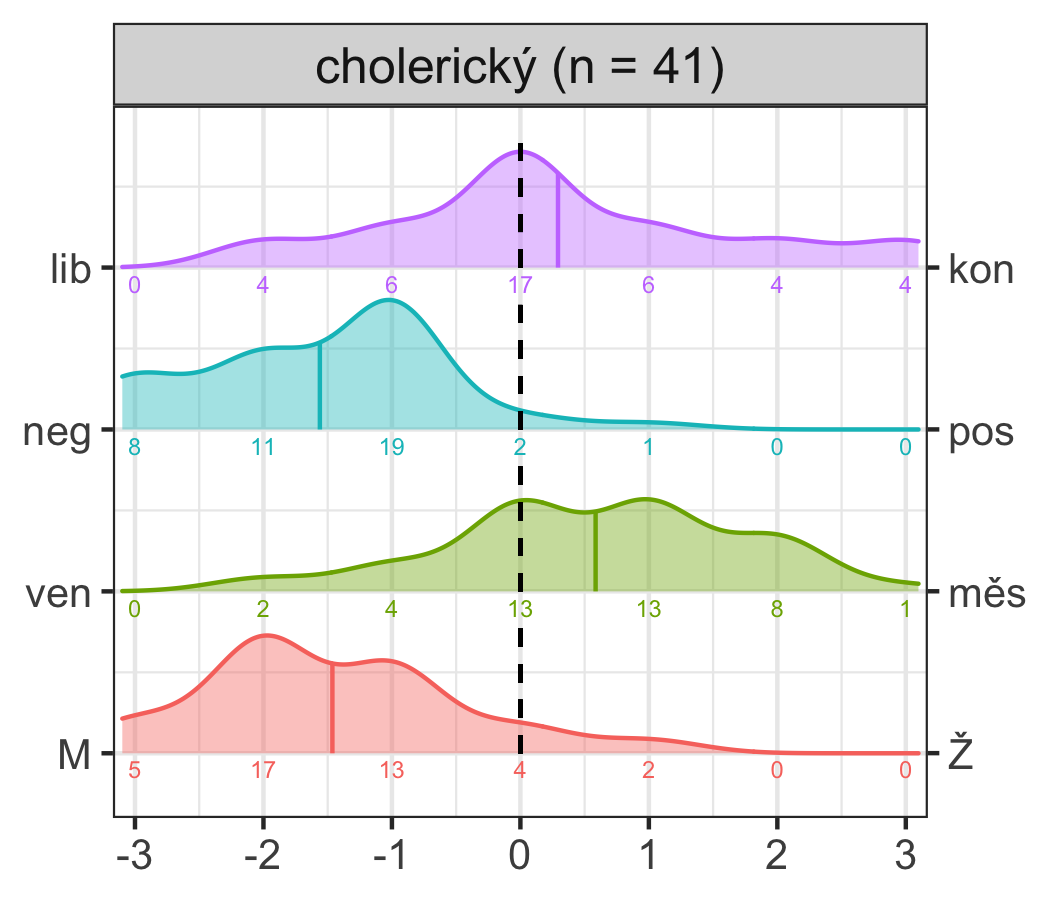 cholerický (n = 41)
lib kon
0 4 6 17 6 4 4
neg pos
8 11 19 2 1 0 0
ven měs
0 2 4 13 13 8 1
M Ž
5 17 13 4 2 0 0
-3 -2 -1 0 1 2 3